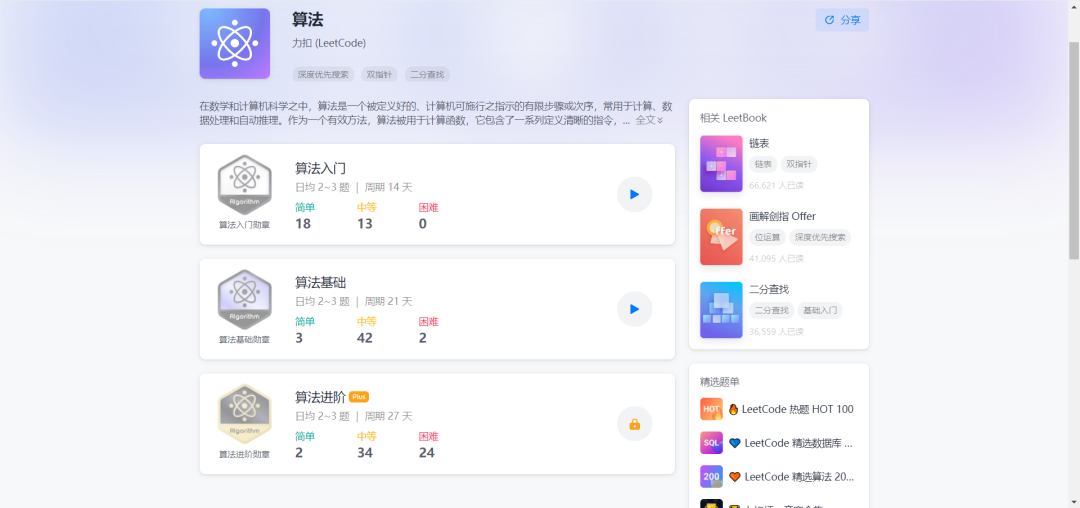 算法
分享
力扣 (LeetCode)
深度优先搜索 双指针 二分查找
在数学和计算机科学之中，算法是一个被定义好的、计算机可施行之指示的有限步骤或次序，常用于计算、数
据处理和自动推理。作为一个有效方法，算法被用于计算函数，它包含了一系列定义清晰的指令，... 全文
算法入门
日均 2~3 题 | 周期 14 天
简单 中等 困难
18 13 0
Algorithm
算法入门勋章
算法基础
日均 2~3 题 | 周期 21 天
简单 中等 困难
3 42 2
Algorithm
算法基础勋章
算法进阶 Plus
日均 2~3 题 | 周期 27 天
简单 中等 困难
2 34 24
Algorithm
算法进阶勋章
相关 LeetBook
链表
链表 双指针
66,621 人已读
画解剑指 Offer
ffer
位运算 深度优先搜索
41,095 人已读
二分查找
二分查找 基础入门
36,559 人已读
精选题单
HOT LeetCode 热题 HOT 100
SQL LeetCode 精选数据库 ...
200 LeetCode 精选算法 20...